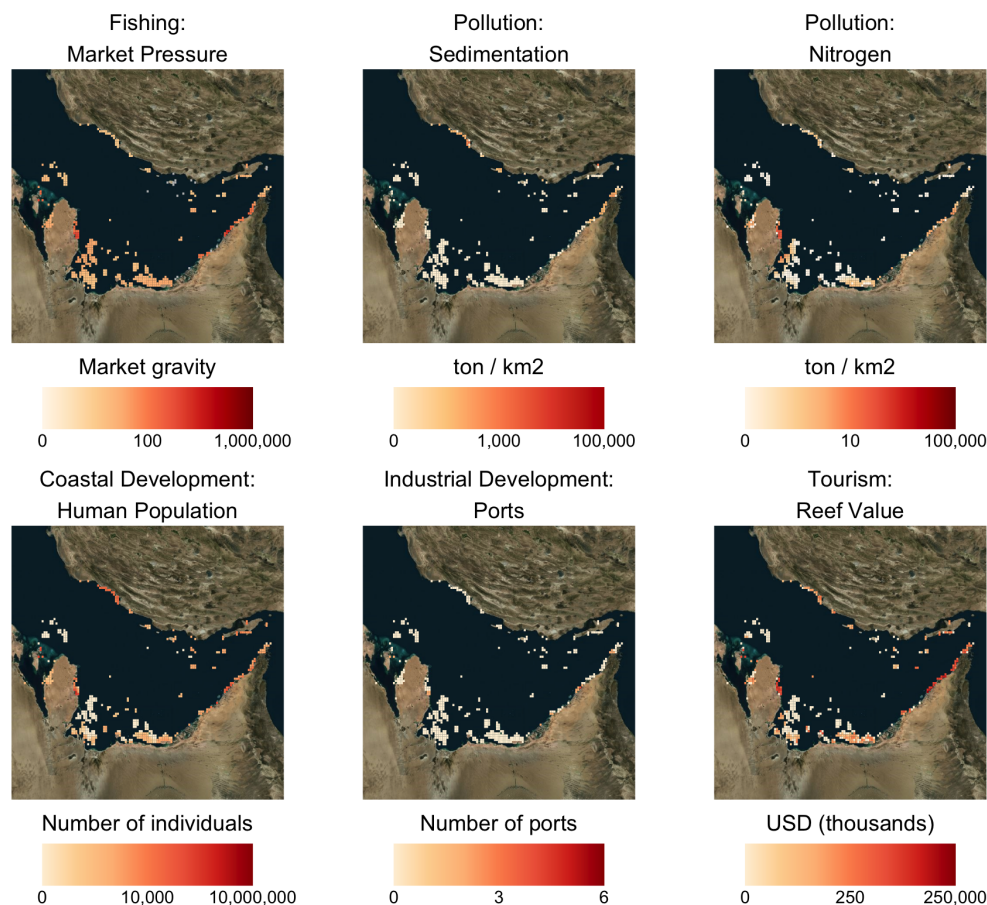 Fishing:
Market Pressure
Pollution:
Sedimentation
Pollution:
Nitrogen
Market gravity
0 100 1,000,000
ton / km2
0 1,000 100,000
ton / km2
0 10 100,000
Coastal Development:
Human Population
Industrial Development:
Ports
Tourism:
Reef Value
Number of individuals
0 10,000 10,000,000
Number of ports
0 3 6
USD (thousands)
0 250 250,000